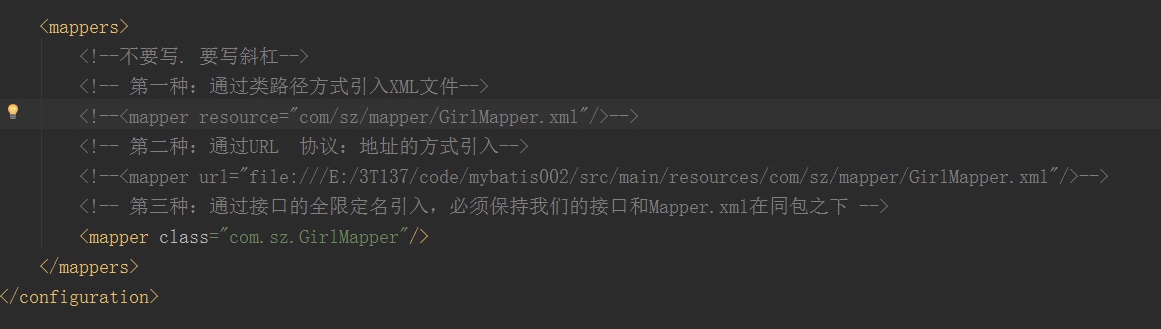 <mappers>
<!--不要写. 要写斜杠-->
<!-- 第一种：通过类路径方式引入XML文件-->
<!--<mapper resource="com/sz/mapper/GirlMapper.xml"/>-->
<!-- 第二种：通过URL  协议：地址的方式引入-->
<!--<mapper url="file:///E:/3T137/code/mybatis002/src/main/resources/com/sz/mapper/GirlMapper.xml"/>-->
<!-- 第三种：通过接口的全限定名引入，必须保持我们的接口和Mapper.xml在同包之下 -->
<mapper class="com.sz.GirlMapper"/>
</mappers>
</configuration>